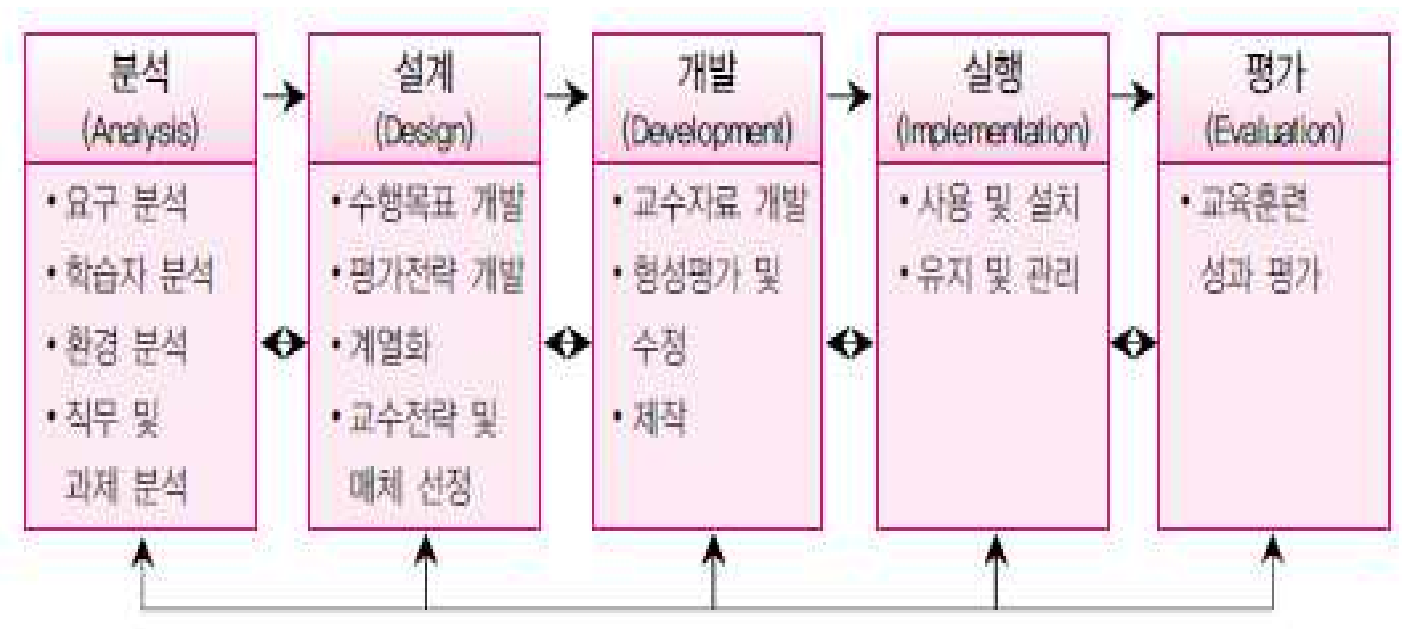 분석
(Analysis)
• 요구 분석
• 학습자 분석
• 환경 분석
• 직무 및
과제 분석
설계
(Design)
• 수행목표 개발
• 평가전략 개발
• 계열화
• 교수전략 및
매체 선정
개발
(Development)
• 교수자료 개발
• 형성평가 및
수정
• 제작
실행
(Implementation)
• 사용 및 설치
• 유지 및 관리
평가
(Evaluation)
• 교육훈련
성과 평가